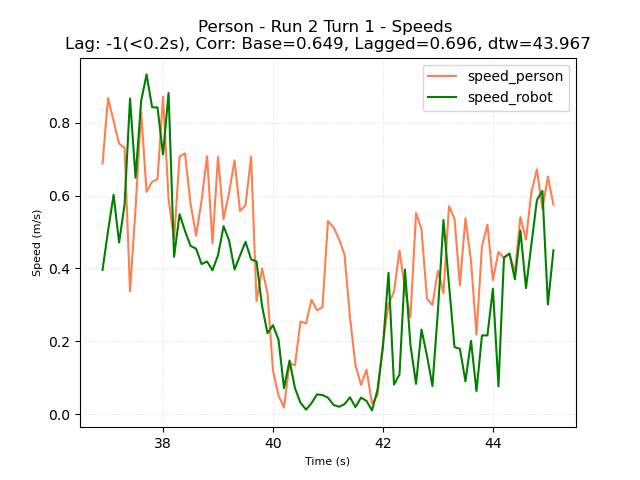 Person - Run 2 Turn 1 - Speeds
Lag: -1(<0.2s), Corr: Base=0.649, Lagged=0.696, dtw=43.967
speed_person
speed_robot
0.8
0.6
0.4
0.2
0.0
Speed (m/s)
38 40 42 44
Time (s)